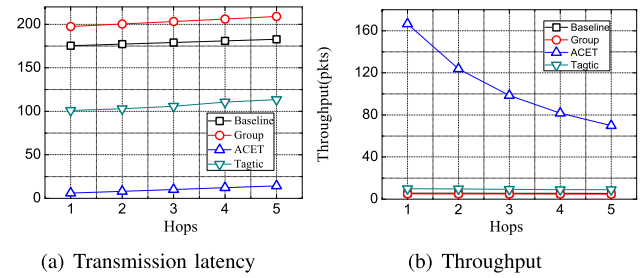 200
150
100
50
0
Baseline
Group
ACET
Tagtic
1 2 3 4 5
Hops
(a) Transmission latency
Throughput(pkts)
160
120
80
40
0
Baseline
Group
ACET
Tagtic
1 2 3 4 5
Hops
(b) Throughput